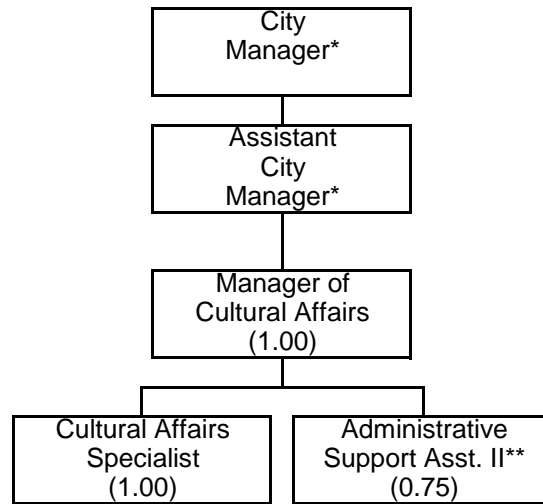 City
Manager*
Assistant
City
Manager*
Manager of
Cultural Affairs
(1.00)
Cultural Affairs
Specialist
(1.00)
Administrative
Support Asst. II**
(0.75)